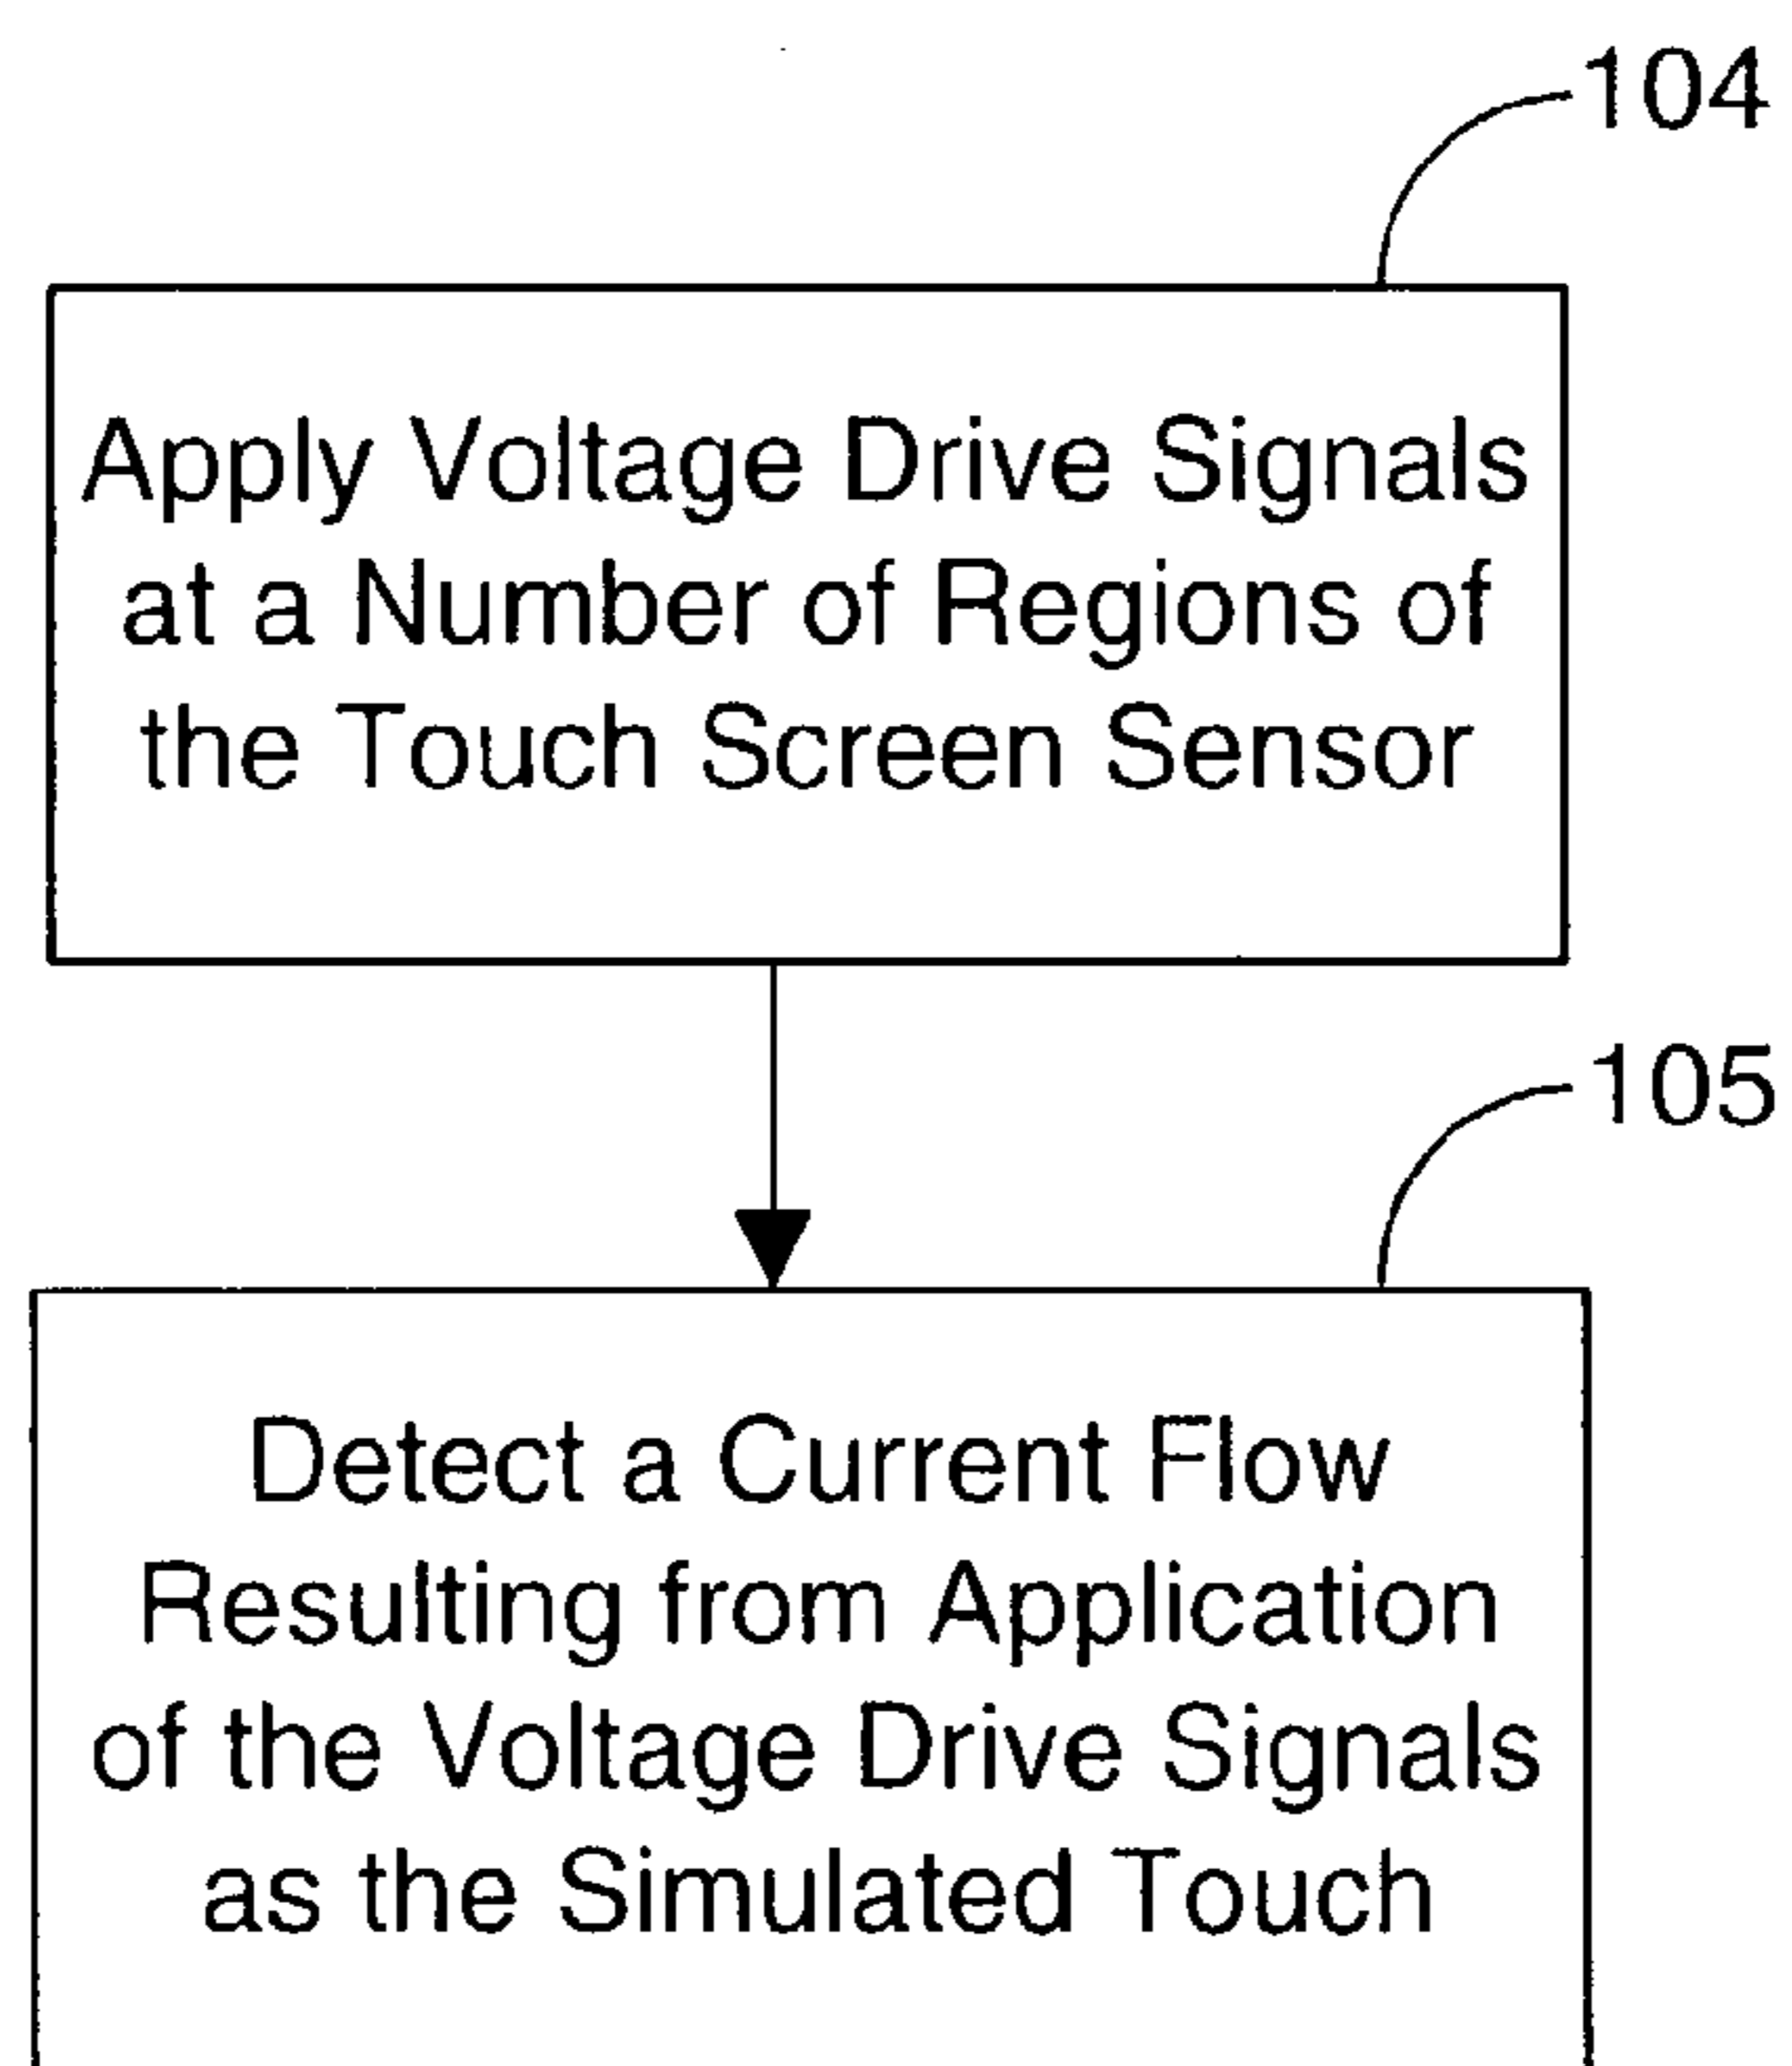 104
Apply Voltage Drive Signals
at a Number of Regions of
the Touch Screen Sensor
105
Detect a Current Flow
Resulting from Application
of the Voltage Drive Signals
as the Simulated Touch